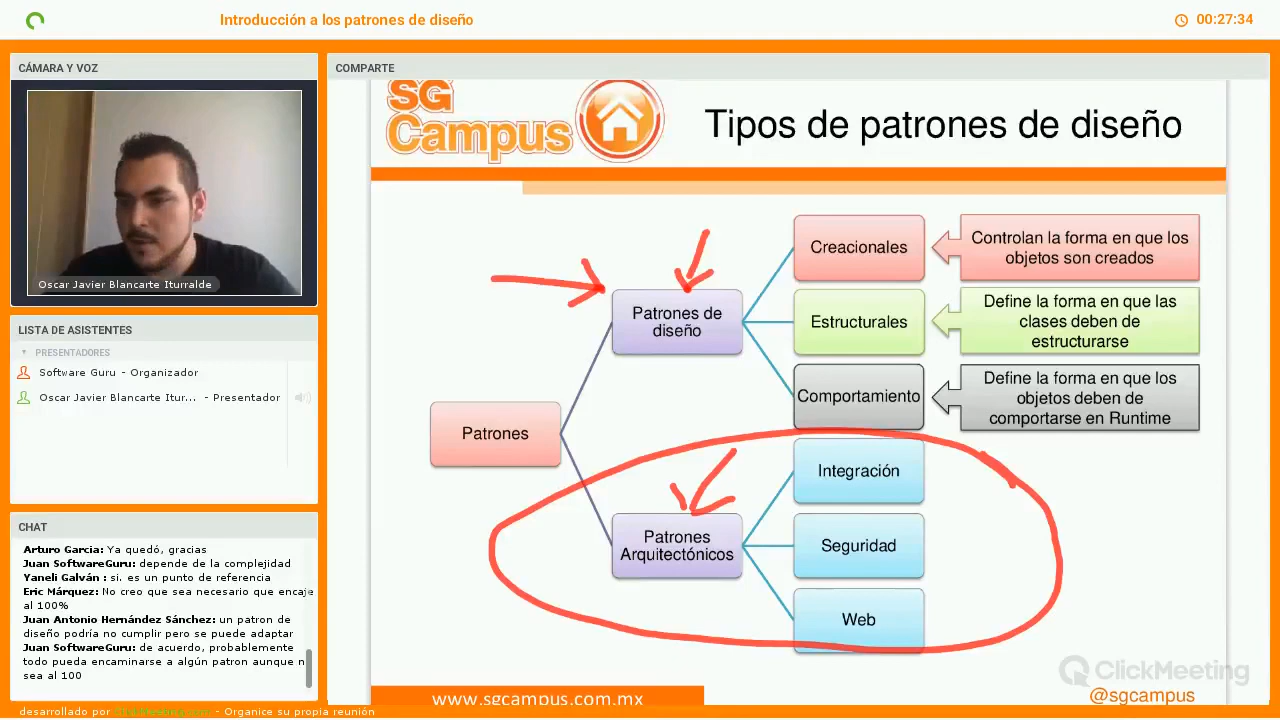 Introducción a los patrones de diseño
00:27:34
CÁMARA Y VOZ
Oscar Javier Blancarte Iturralde
LISTA DE ASISTENTES
PRESENTADORES
Software Guru - Organizador
Oscar Javier Blancarte Itur... - Presentador
CHAT
Arturo Garcia: Ya quedó, gracias
Juan SoftwareGuru: depende de la complejidad
Yaneli Galván : si. es un punto de referencia
Eric Márquez: No creo que sea necesario que encaje
al 100%
Juan Antonio Hernández Sánchez: un patron de
diseño podría no cumplir pero se puede adaptar
Juan SoftwareGuru: de acuerdo, probablemente
todo pueda encaminarse a algún patron aunque n
sea al 100
desarrollado por ClickMeeting.com - Organice su propia reunión
COMPARTE
SG
Campus
Tipos de patrones de diseño
Patrones
Patrones de
diseño
Creacionales
Controlan la forma en que los
objetos son creados
Estructurales
Define la forma en que las
clases deben de
estructurarse
Comportamiento
Define la forma en que los
objetos deben de
comportarse en Runtime
Patrones
Arquitectónicos
Integración
Seguridad
Web
www.sgcampus.com.mx
ClickMeeting
@sgcampus